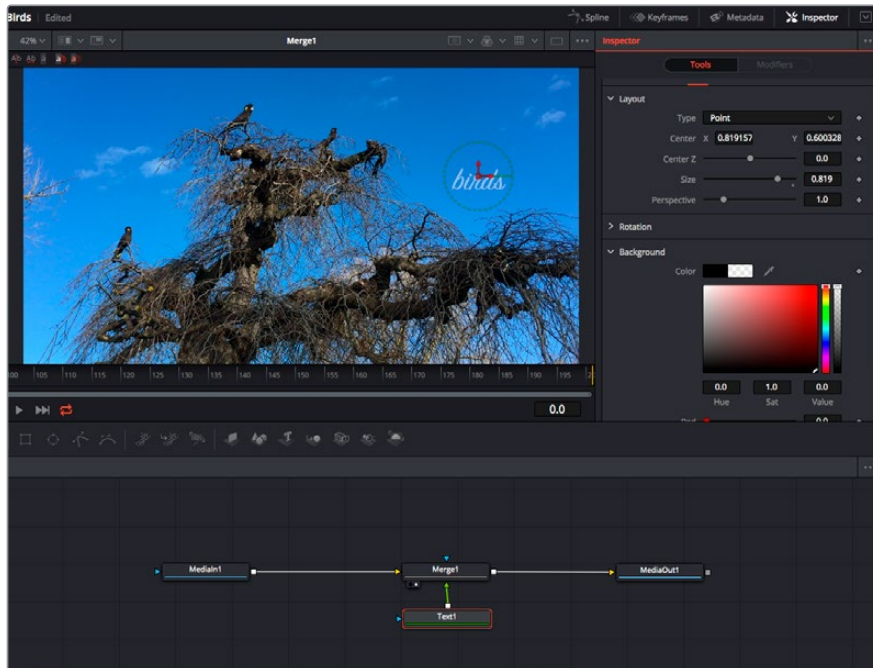 Birds Edited Spline Keyframes Metadata Inspector
42% Merge1 Inspector
Tools Modifiers
Layout
Type Point
Center X 0.819157 Y 0.600328
Center Z 0.0
birds
Size 0.819
Perspective 1.0
Rotation
Background
Color
105 110 115 120 125 130 135 140 145 150 155 160 165 170 175 180 185 190 195
0.0 1.0 0.0
Hue Sat Value
0.0
MediaIn1 Merge1 MediaOut1
Text1